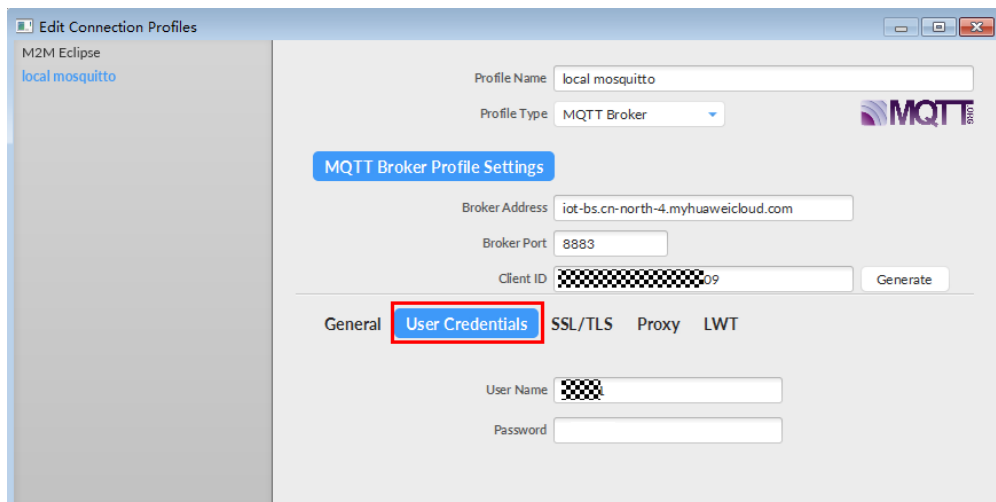 Edit Connection Profiles
M2M Eclipse
local mosquitto
Profile Name local mosquitto
Profile Type MQTT Broker
MQTT.ORG
MQTT Broker Profile Settings
Broker Address iot-bs.cn-north-4.myhuaweicloud.com
Broker Port 8883
Client ID 09 Generate
General User Credentials SSL/TLS Proxy LWT
User Name
Password